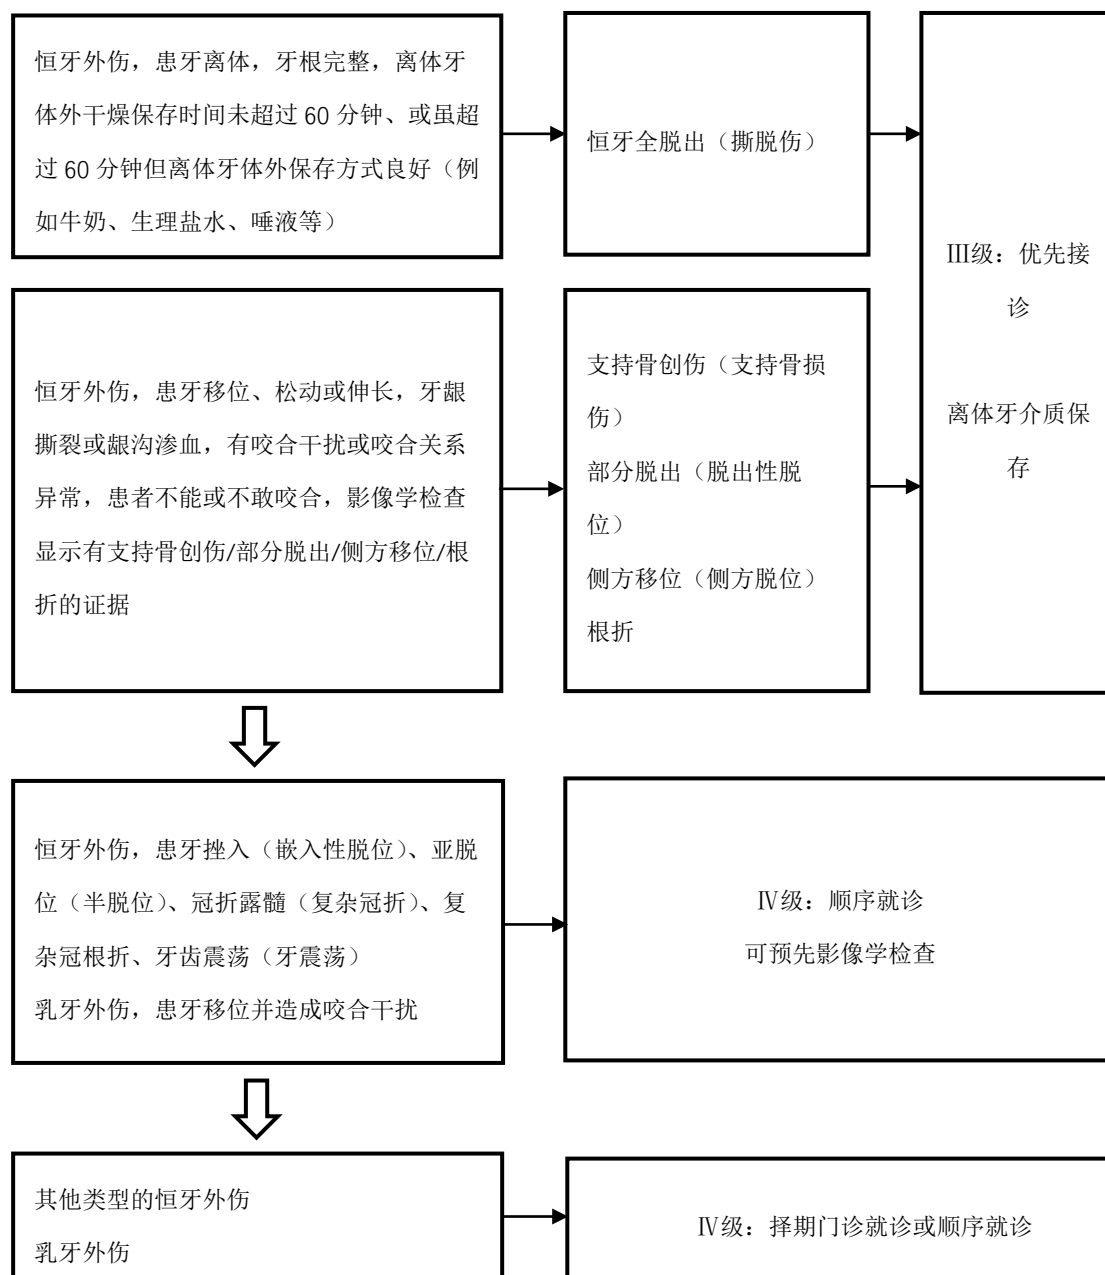 恒牙外伤，患牙离体，牙根完整，离体牙
体外干燥保存时间未超过 60 分钟、或虽超
过 60 分钟但离体牙体外保存方式良好（例
如牛奶、生理盐水、唾液等）
恒牙全脱出（撕脱伤）
Ⅲ级：优先接
诊
离体牙介质保
存
恒牙外伤，患牙移位、松动或伸长，牙龈
撕裂或龈沟渗血，有咬合干扰或咬合关系
异常，患者不能或不敢咬合，影像学检查
显示有支持骨创伤/部分脱出/侧方移位/根
折的证据
支持骨创伤（支持骨损
伤）
部分脱出（脱出性脱
位）
侧方移位（侧方脱位）
根折
恒牙外伤，患牙挫入（嵌入性脱位）、亚脱
位（半脱位）、冠折露髓（复杂冠折）、复
杂冠根折、牙齿震荡（牙震荡）
乳牙外伤，患牙移位并造成咬合干扰
Ⅳ级：顺序就诊
可预先影像学检查
其他类型的恒牙外伤
乳牙外伤
Ⅳ级：择期门诊就诊或顺序就诊